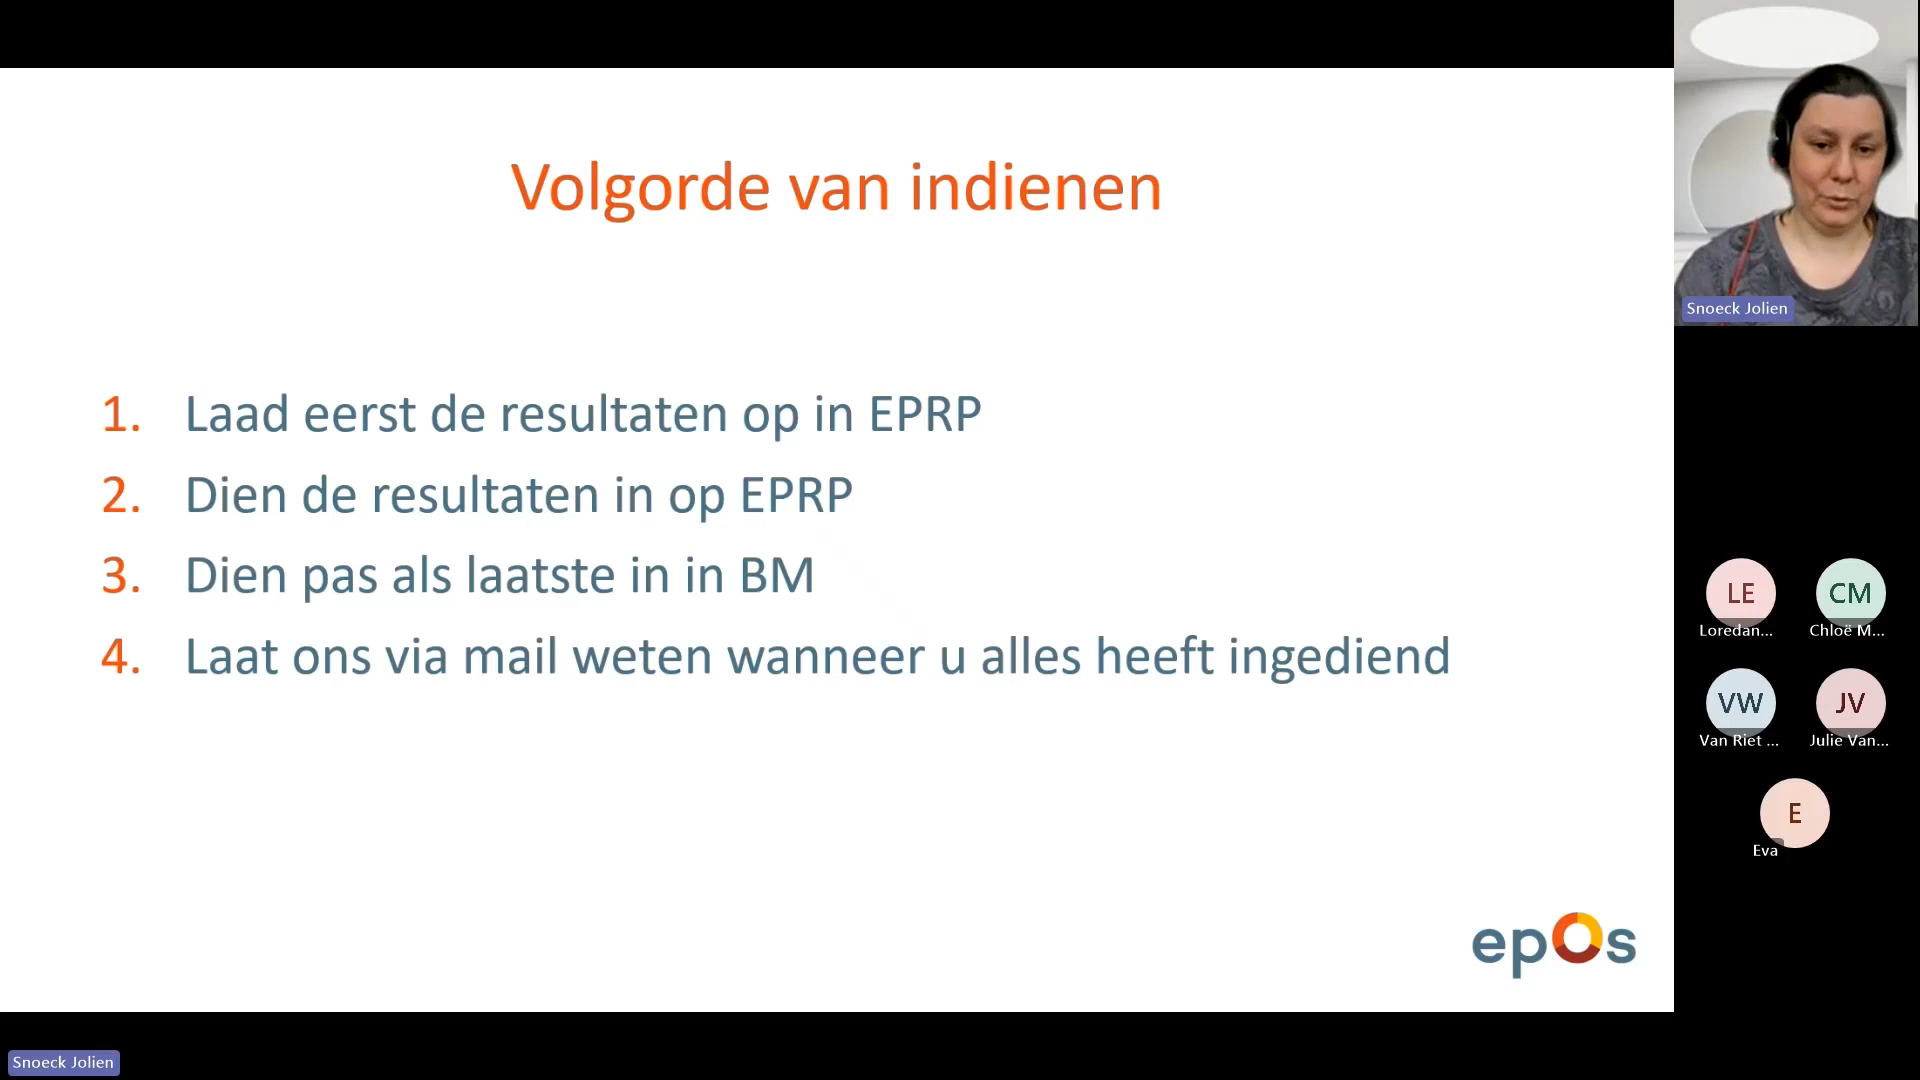 Volgorde van indienen
1. Laad eerst de resultaten op in EPRP
2. Dien de resultaten in op EPRP
3. Dien pas als laatste in in BM
4. Laat ons via mail weten wanneer u alles heeft ingediend
epos
Snoeck Jolien
LE
Loredan...
CM
Chloë M...
VW
Van Riet ...
JV
Julie Van...
E
Eva
Snoeck Jolien